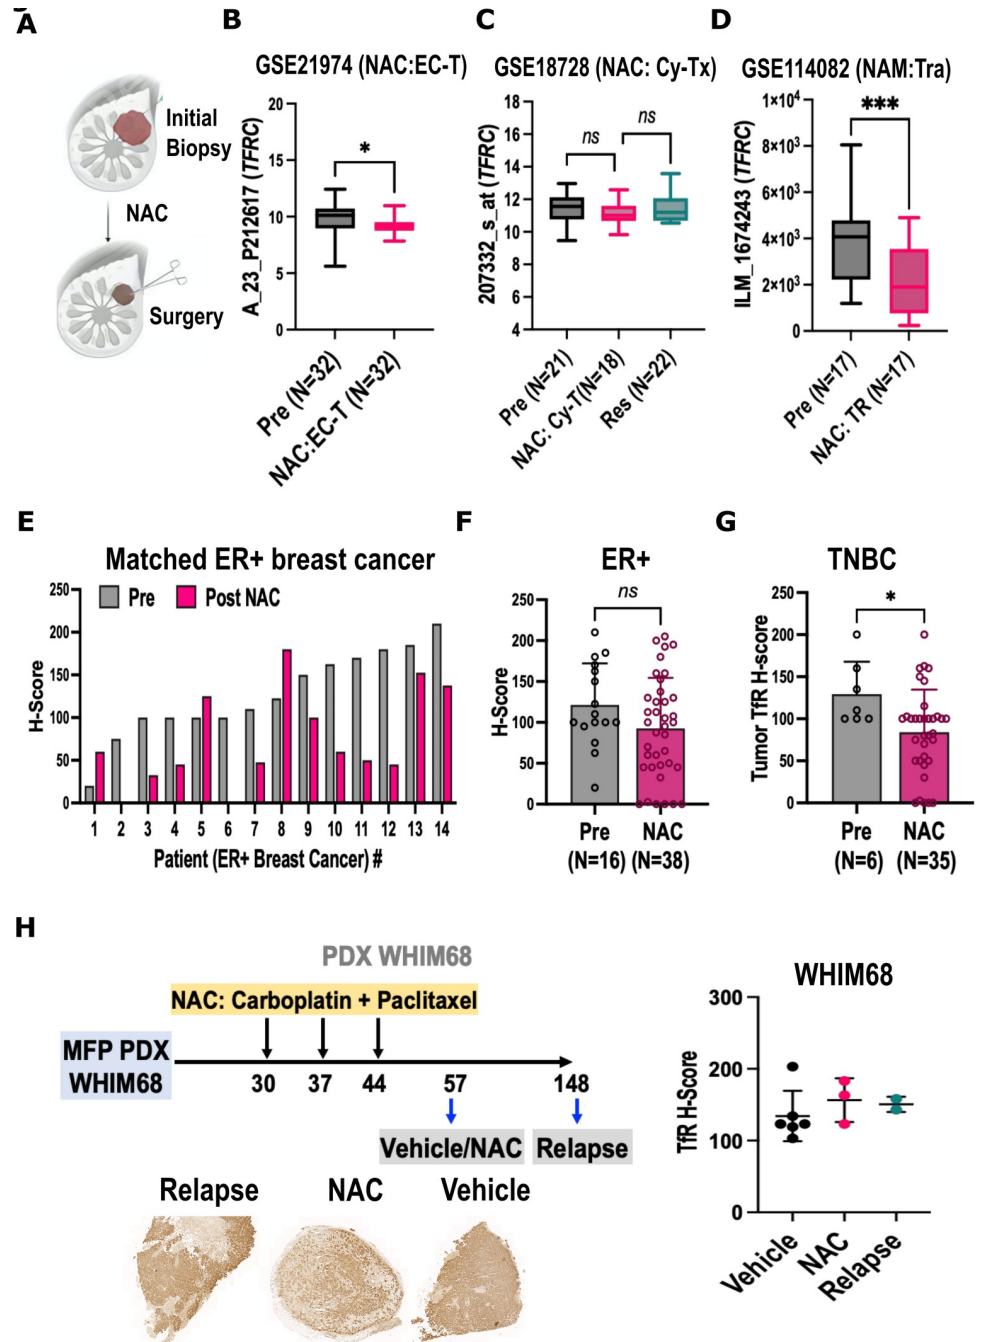 A
Initial
Biopsy
NAC
Surgery
B
GSE21974 (NAC:EC-T)
A_23_P212617 (TFRC)
20
15
10
5
0
*
Pre (N=32)
NAC:EC-T (N=32)
C
GSE18728 (NAC: Cy-Tx)
207332_s_at (TFRC)
18
16
14
12
10
8
6
4
ns
ns
Pre (N=21)
NAC: Cy-T(N=18)
Res (N=22)
D
GSE114082 (NAM:Tra)
ILM_1674243 (TFRC)
1×10⁴
8×10³
6×10³
4×10³
2×10³
0
***
Pre (N=17)
NAC: TR (N=17)
E
Matched ER+ breast cancer
Pre
Post NAC
H-Score
250
200
150
100
50
0
1 2 3 4 5 6 7 8 9 10 11 12 13 14
Patient (ER+ Breast Cancer) #
F
ER+
ns
H-Score
250
200
150
100
50
0
Pre NAC
(N=16) (N=38)
G
TNBC
*
Tumor TfR H-score
250
200
150
100
50
0
Pre NAC
(N=6) (N=35)
H
PDX WHIM68
NAC: Carboplatin + Paclitaxel
MFP PDX
WHIM68
30 37 44 57 148
Vehicle/NAC Relapse
Relapse NAC Vehicle
WHIM68
TfR H-Score
300
200
100
0
Vehicle
NAC
Relapse